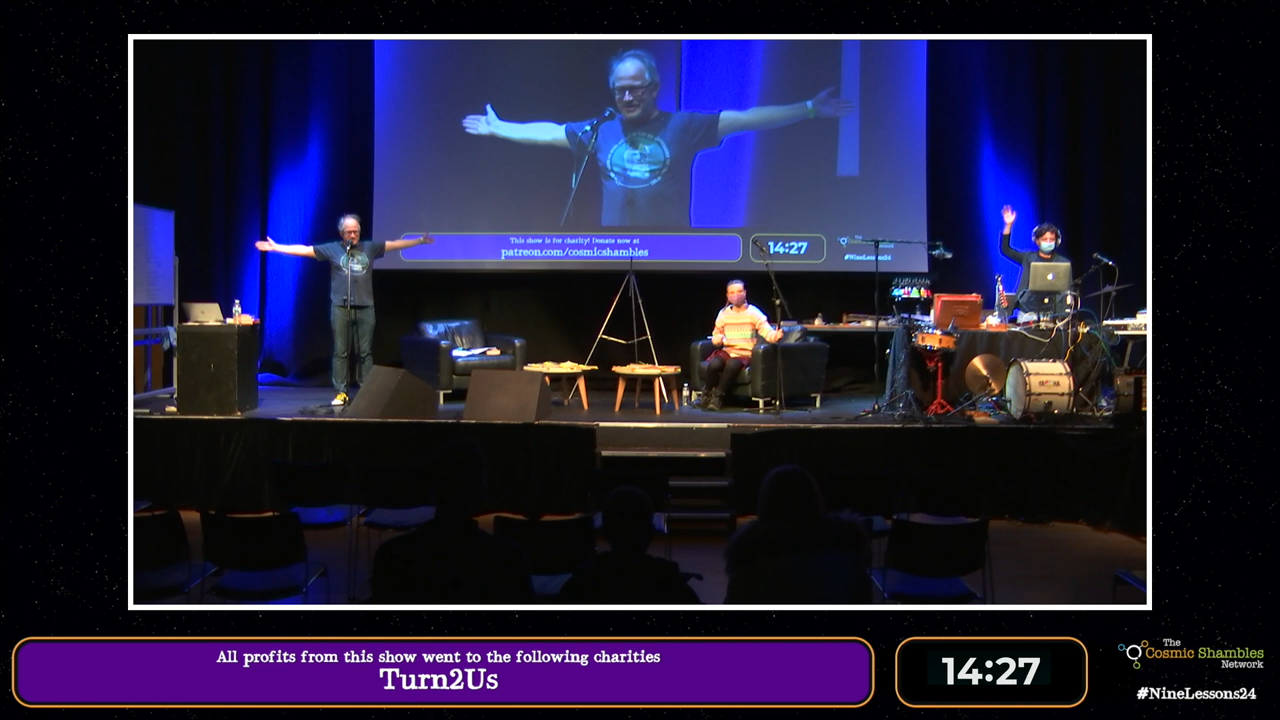 This show is for charity! Donate now at
patreon.com/cosmicshambles
14:27
#NineLessons24
YAMAHA
All profits from this show went to the following charities
Turn2Us
14:27
The
Cosmic Shambles
Network
#NineLessons24